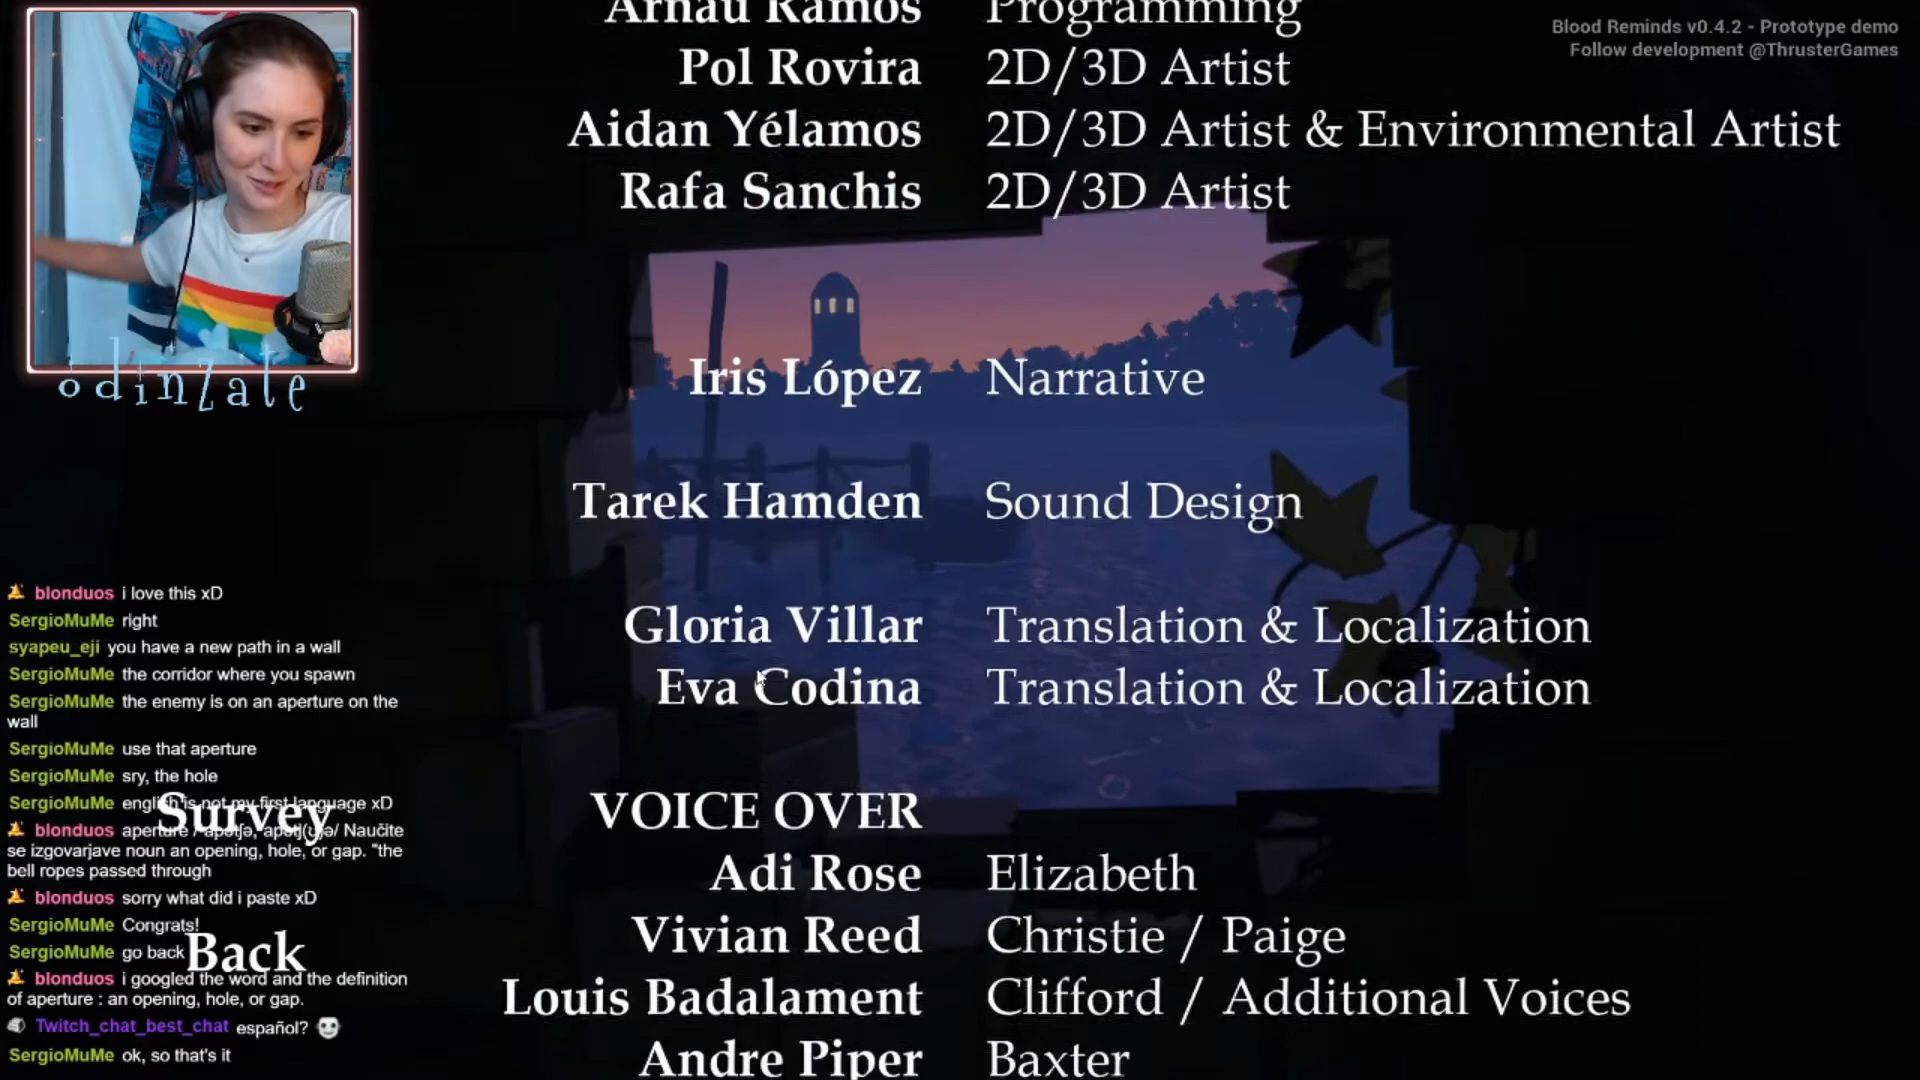 Arnau Ramos Programming
Pol Rovira 2D/3D Artist
Aidan Yélamos 2D/3D Artist & Environmental Artist
Rafa Sanchis 2D/3D Artist
Iris López Narrative
Tarek Hamden Sound Design
Gloria Villar Translation & Localization
Eva Codina Translation & Localization
VOICE OVER
Adi Rose Elizabeth
Vivian Reed Christie / Paige
Louis Badalament Clifford / Additional Voices
Andre Piper Baxter
Blood Reminds v0.4.2 - Prototype demo
Follow development @ThrusterGames
odinzate
blonduos i love this xD
SergioMuMe right
syapeu_eji you have a new path in a wall
SergioMuMe the corridor where you spawn
SergioMuMe the enemy is on an aperture on the
wall
SergioMuMe use that aperture
SergioMuMe sry, the hole
SergioMuMe english is not my first language xD
blonduos aperture Naučite
se izgovarjave noun an opening, hole, or gap. "the
bell ropes passed through
blonduos sorry what did i paste xD
SergioMuMe Congrats!
SergioMuMe go back
blonduos i googled the word and the definition
of aperture : an opening, hole, or gap.
Twitch_chat_best_chat español?
SergioMuMe ok, so that's it
Survey
Back